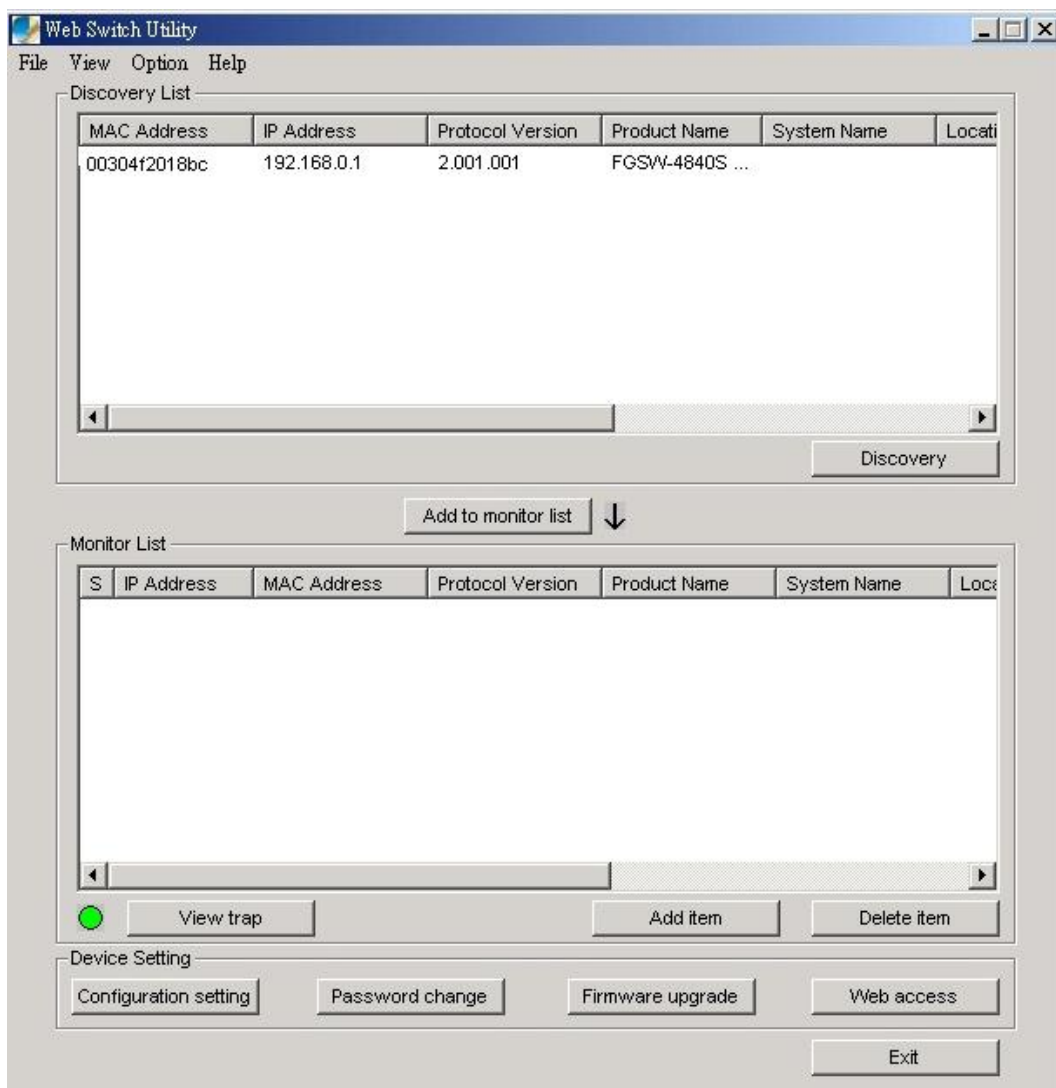 Web Switch Utility
File View Option Help
Discovery List
MAC Address IP Address Protocol Version Product Name System Name Locati
00304f2018bc 192.168.0.1 2.001.001 FGSW-4840S ...
Discovery
Add to monitor list ↓
Monitor List
S IP Address MAC Address Protocol Version Product Name System Name Loca
View trap Add item Delete item
Device Setting
Configuration setting Password change Firmware upgrade Web access
Exit